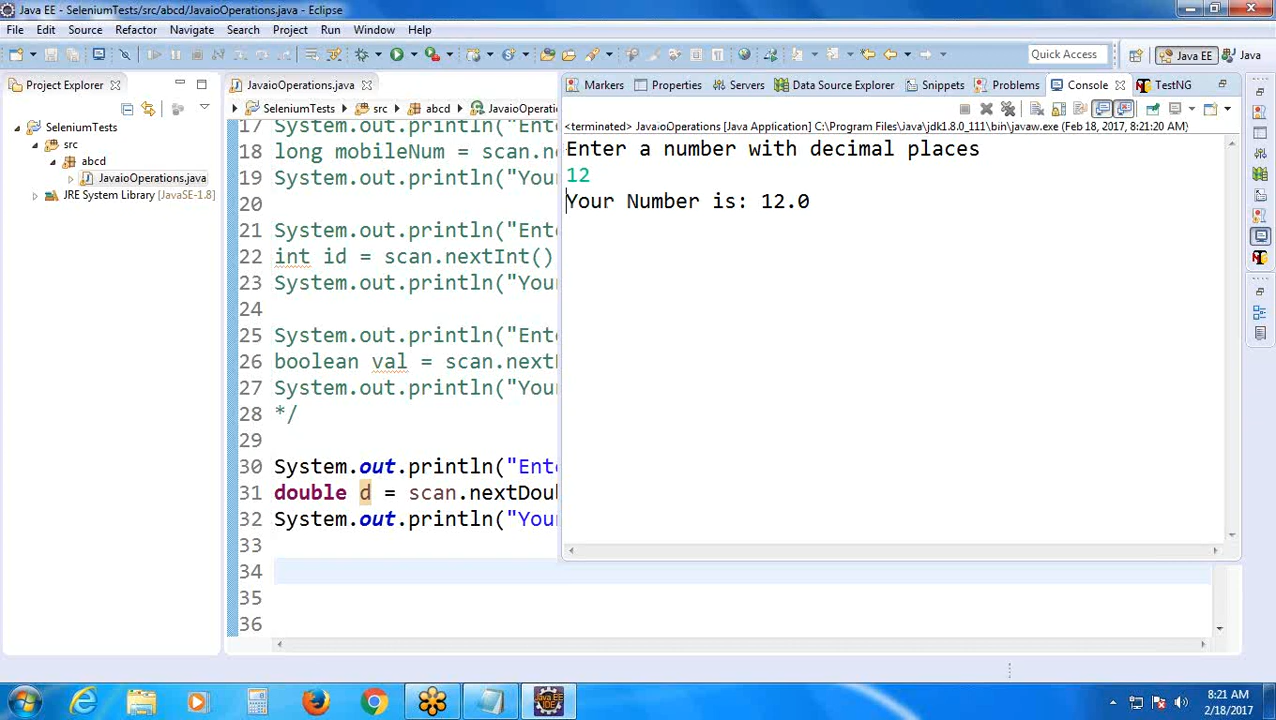 Java EE - SeleniumTests/src/abcd/JavaioOperations.java - Eclipse
File Edit Source Refactor Navigate Search Project Run Window Help
Quick Access
Java EE
Java
Project Explorer
SeleniumTests
src
abcd
JavaioOperations.java
JRE System Library [JavaSE-1.8]
JavaioOperations.java
SeleniumTests src abcd JavaioOperati
17 System.out.println("Ent
18 long mobileNum = scan.ne
19 System.out.println("You
20
21 System.out.println("Ent
22 int id = scan.nextInt()
23 System.out.println("You
24
25 System.out.println("Ent
26 boolean val = scan.next
27 System.out.println("You
28 */
29
30 System.out.println("Ent
31 double d = scan.nextDou
32 System.out.println("You
33
34
35
36
Markers Properties Servers Data Source Explorer Snippets Problems Console TestNG
<terminated> JavaioOperations [Java Application] C:\Program Files\Java\jdk1.8.0_111\bin\javaw.exe (Feb 18, 2017, 8:21:20 AM)
Enter a number with decimal places
12
Your Number is: 12.0
8:21 AM
2/18/2017